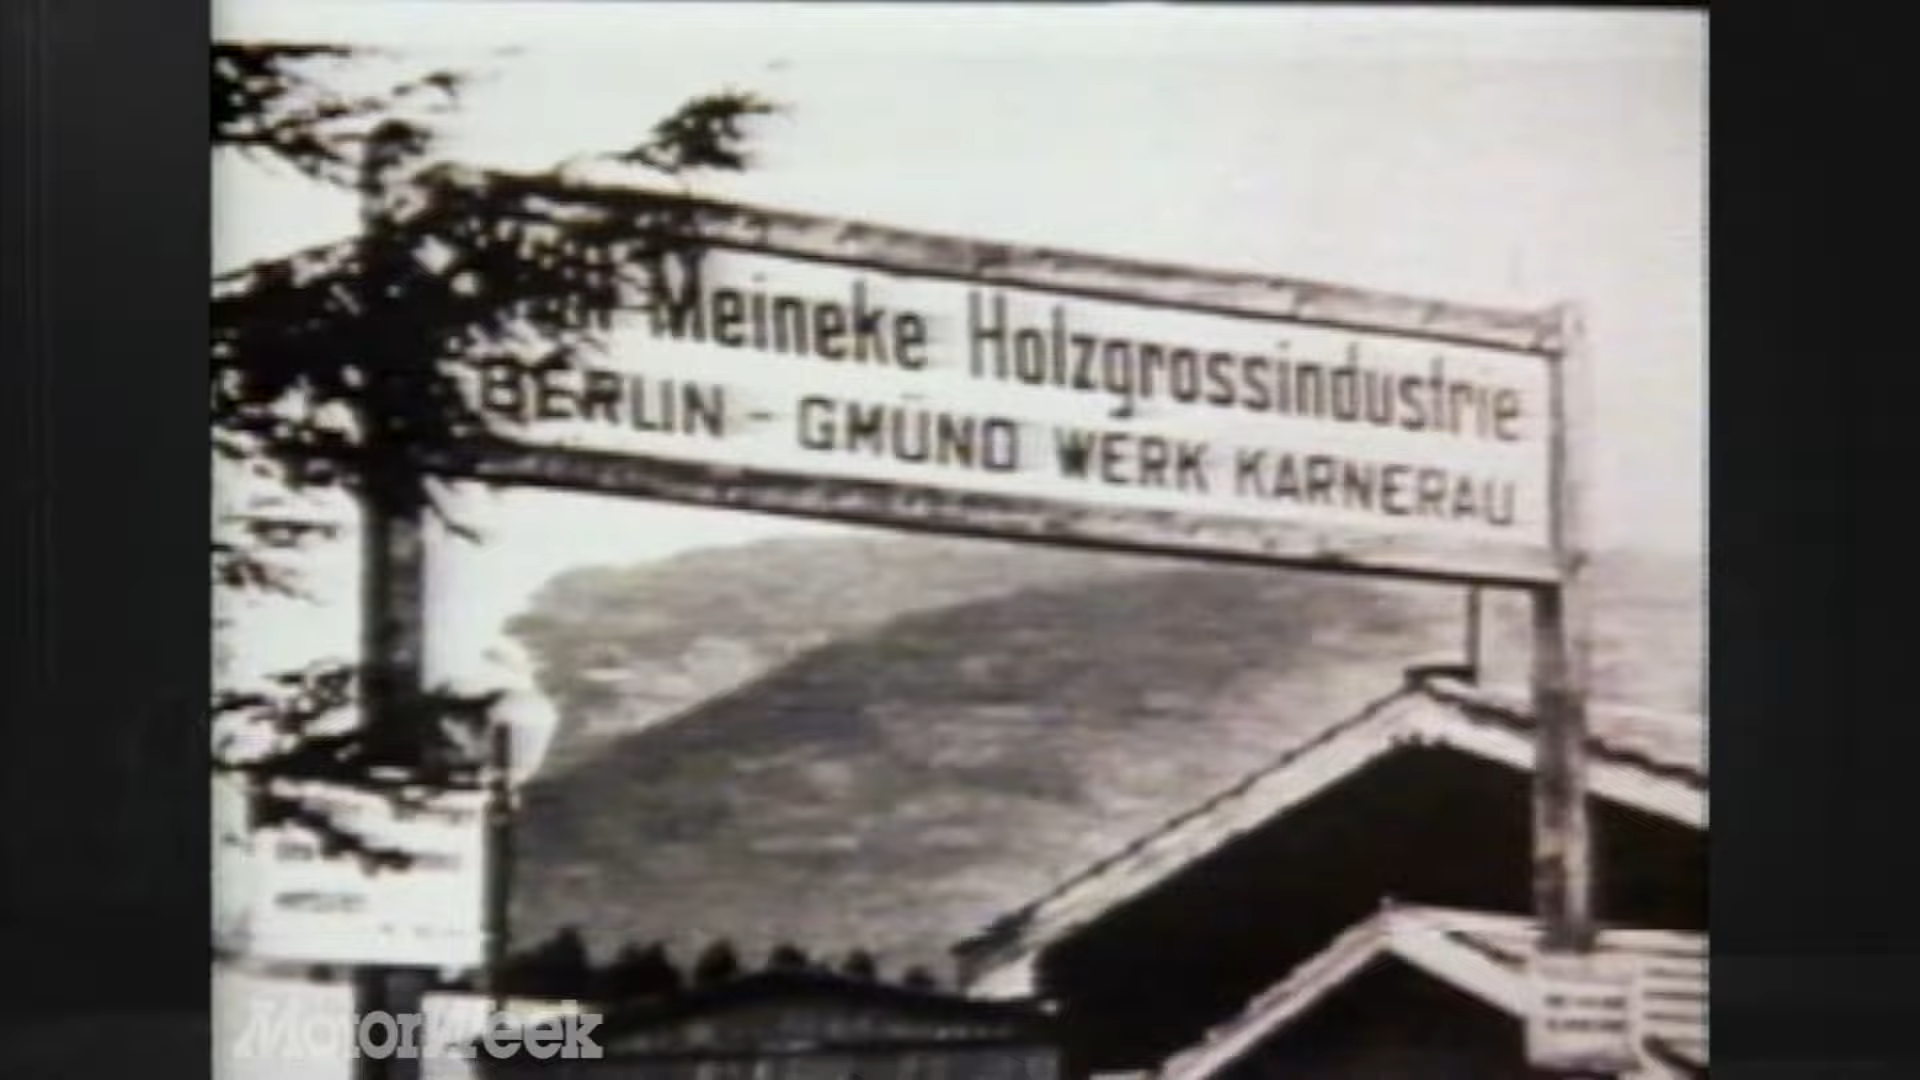 Meineke Holzgrossindustrie
BERLIN - GMÜND WERK KARNERAU
MotorWeek